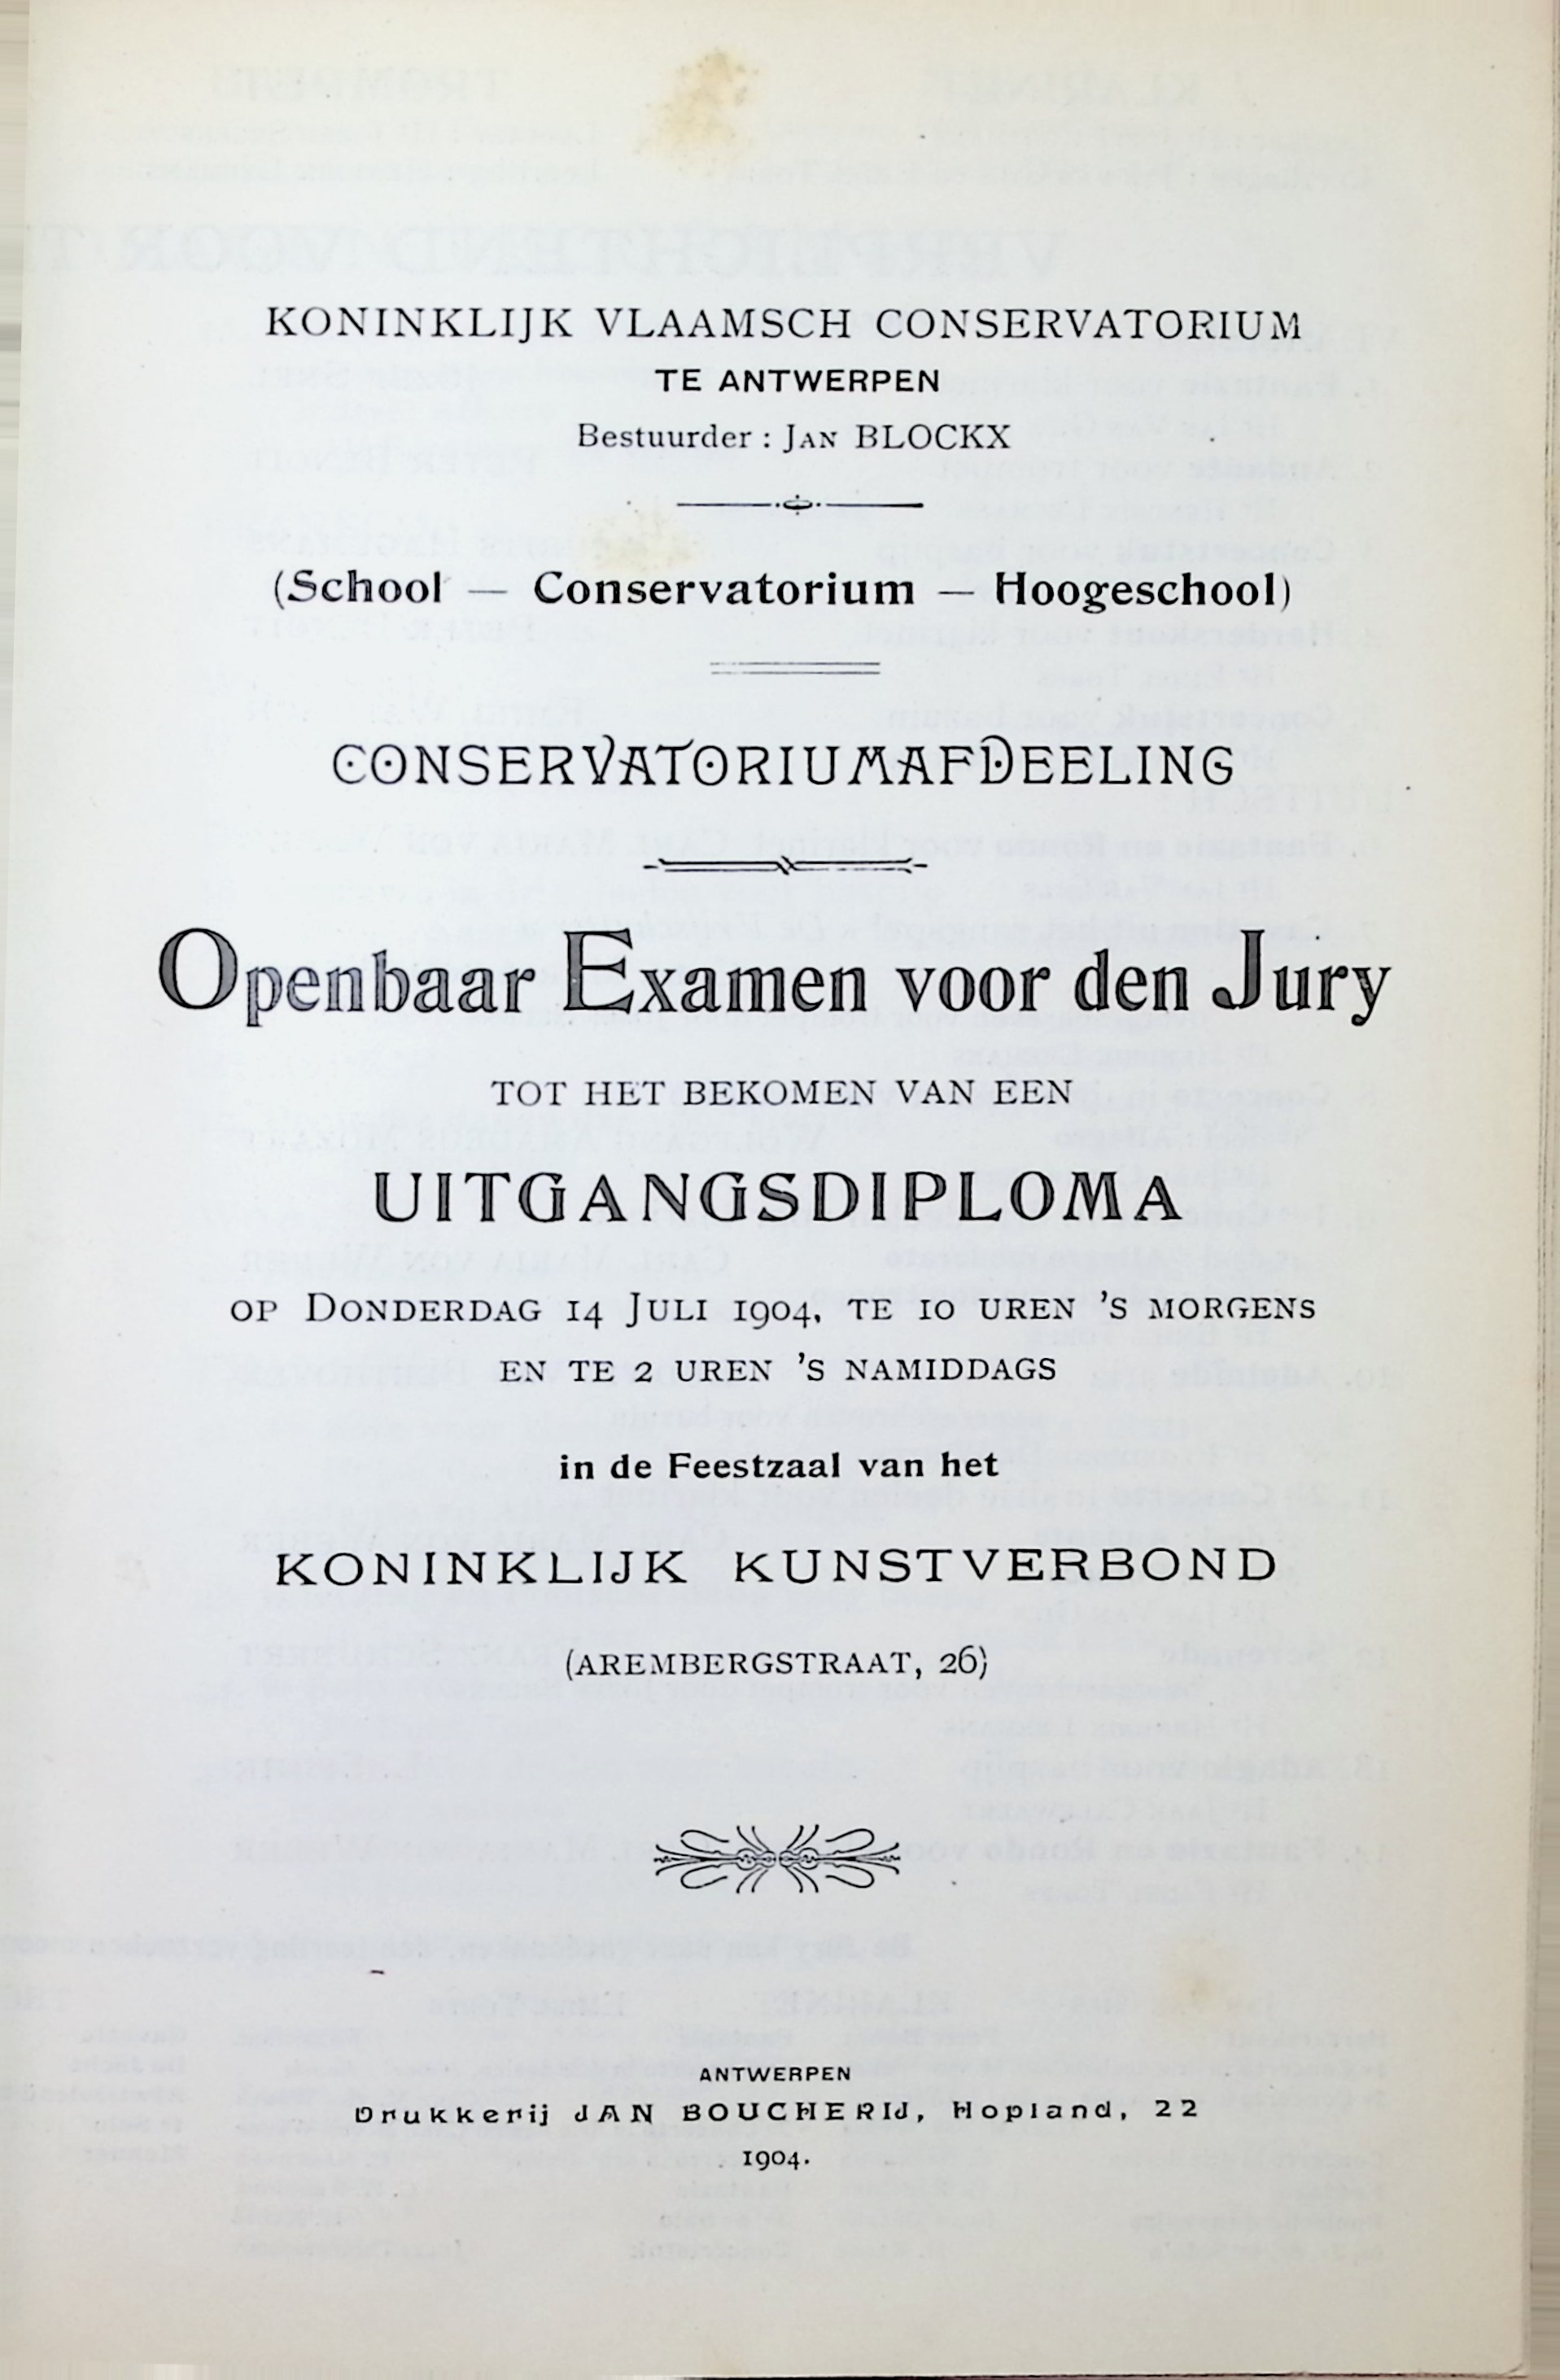 KONINKLIJK VLAAMSCH CONSERVATORIUM
TE ANTWERPEN
Bestuurder : JAN BLOCKX
(School — Conservatorium — Hoogeschool)
CONSERVATORIUMAFDEELING
Openbaar Examen voor den Jury
TOT HET BEKOMEN VAN EEN
UITGANGSDIPLOMA
OP DONDERDAG 14 JULI 1904, TE 10 UREN 'S MORGENS
EN TE 2 UREN 'S NAMIDDAGS
in de Feestzaal van het
KONINKLIJK KUNSTVERBOND
(AREMBERGSTRAAT, 26)
ANTWERPEN
Drukkerij JAN BOUCHERIJ, Hopland, 22
1904.